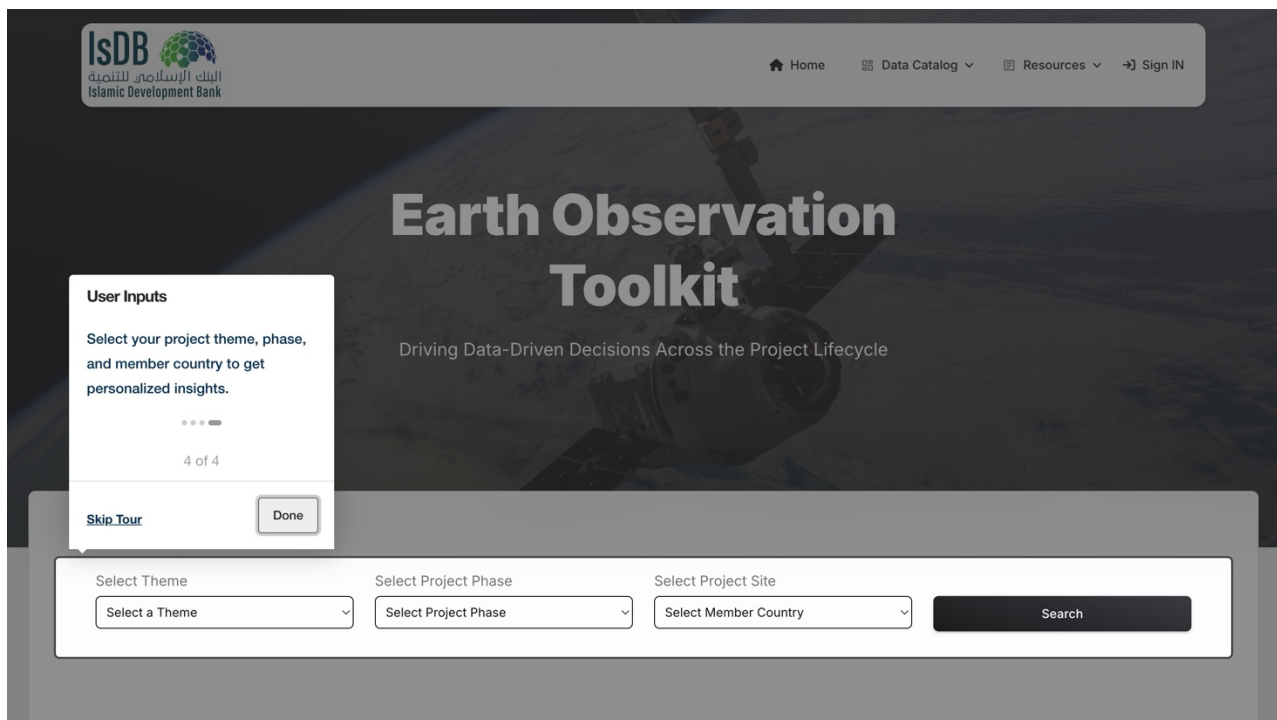 IsDB
البنك الإسلامي للتنمية
Islamic Development Bank
Home
Data Catalog
Resources
Sign IN
Earth Observation
Toolkit
Driving Data-Driven Decisions Across the Project Lifecycle
User Inputs
Select your project theme, phase,
and member country to get
personalized insights.
4 of 4
Skip Tour
Done
Select Theme
Select a Theme
Select Project Phase
Select Project Phase
Select Project Site
Select Member Country
Search